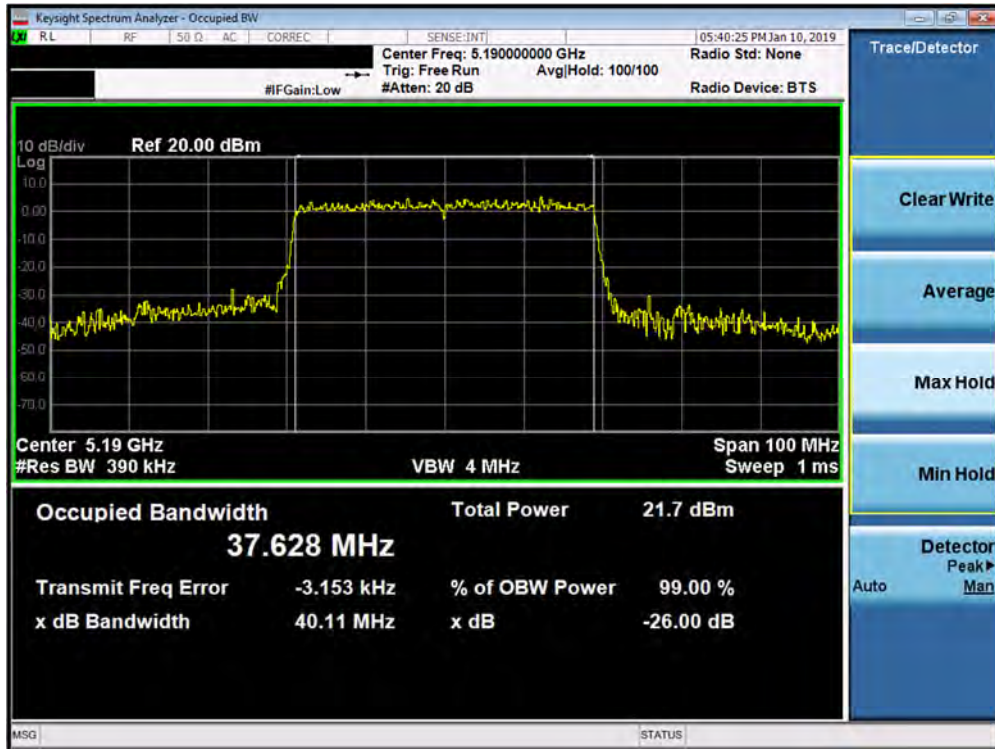 Keysight Spectrum Analyzer - Occupied BW
LXI RL RF 50 Ω AC CORREC SENSE:INT 05:40:25 PM Jan 10, 2019
Center Freq: 5.190000000 GHz Radio Std: None
Trig: Free Run Avg|Hold: 100/100
#IFGain:Low #Atten: 20 dB Radio Device: BTS
10 dB/div Ref 20.00 dBm
Log
10.0
0.00
-10.0
-20.0
-30.0
-40.0
-50.0
-60.0
-70.0
Center 5.19 GHz Span 100 MHz
#Res BW 390 kHz VBW 4 MHz Sweep 1 ms
Occupied Bandwidth Total Power 21.7 dBm
37.628 MHz
Transmit Freq Error -3.153 kHz % of OBW Power 99.00 %
x dB Bandwidth 40.11 MHz x dB -26.00 dB
MSG STATUS
Trace/Detector
Clear Write
Average
Max Hold
Min Hold
Detector
Peak▶
Auto Man